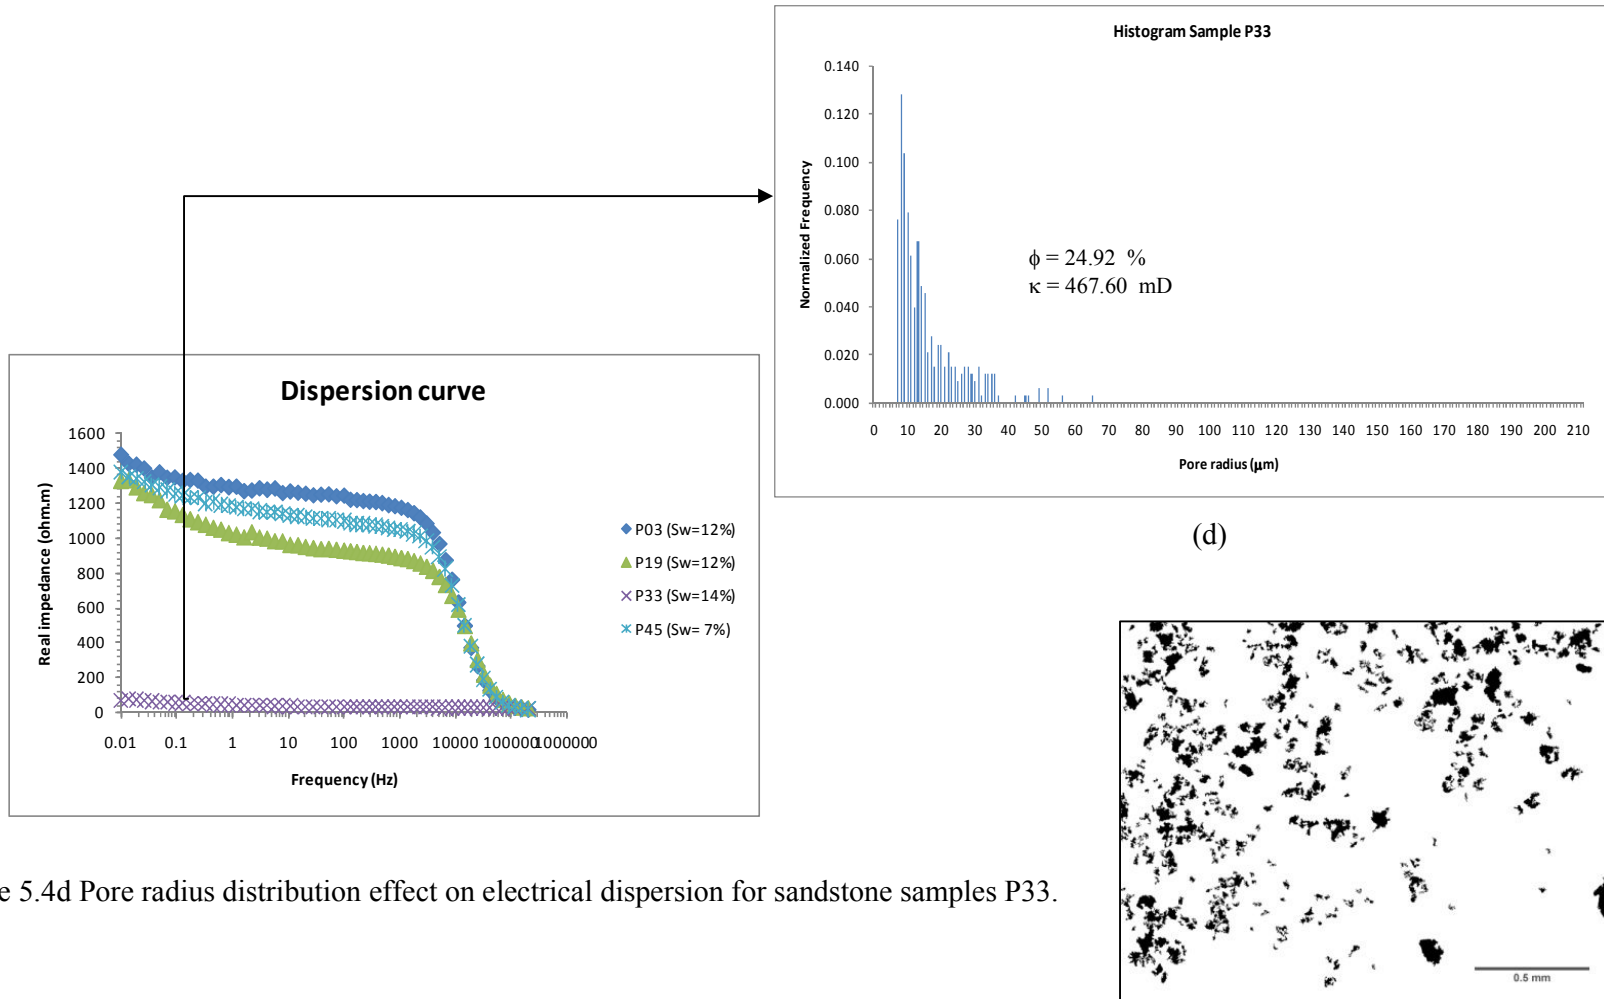 Histogram Sample P33
0.140
0.120
0.100
0.080
0.060
0.040
0.020
0.000
Normalized Frequency
ϕ = 24.92 %
κ = 467.60 mD
0 10 20 30 40 50 60 70 80 90 100 110 120 130 140 150 160 170 180 190 200 210
Pore radius (μm)
(d)
Dispersion curve
1600
1400
1200
1000
800
600
400
200
0
Real impedance (ohm.m)
0.01 0.1 1 10 100 1000 10000 100000 1000000
Frequency (Hz)
P03 (Sw=12%)
P19 (Sw=12%)
P33 (Sw=14%)
P45 (Sw= 7%)
0.5 mm
e 5.4d Pore radius distribution effect on electrical dispersion for sandstone samples P33.